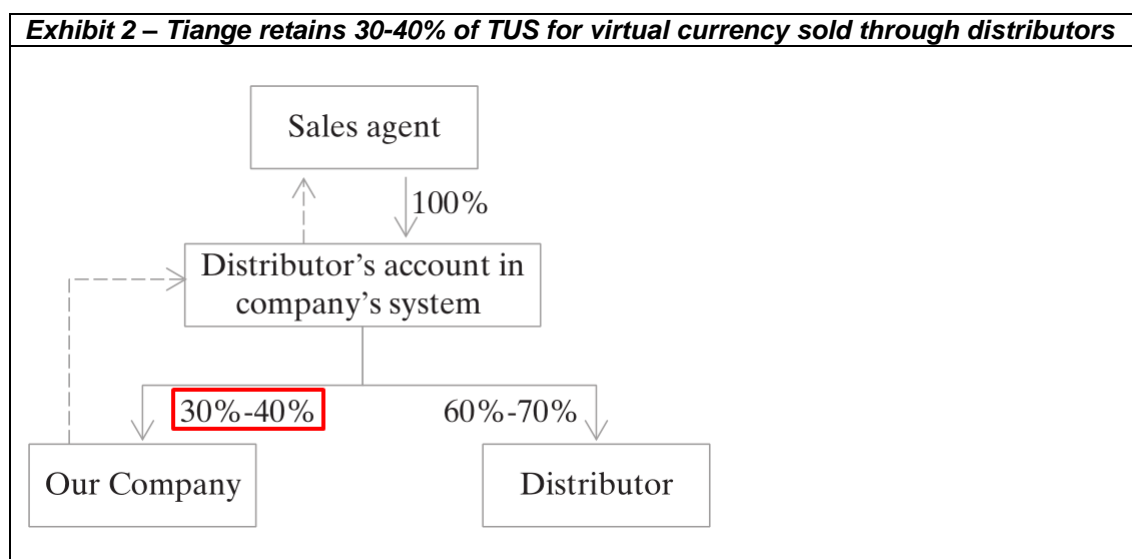 Exhibit 2 – Tiange retains 30-40% of TUS for virtual currency sold through distributors
Sales agent
100%
Distributor’s account in
company’s system
30%-40%
60%-70%
Our Company
Distributor